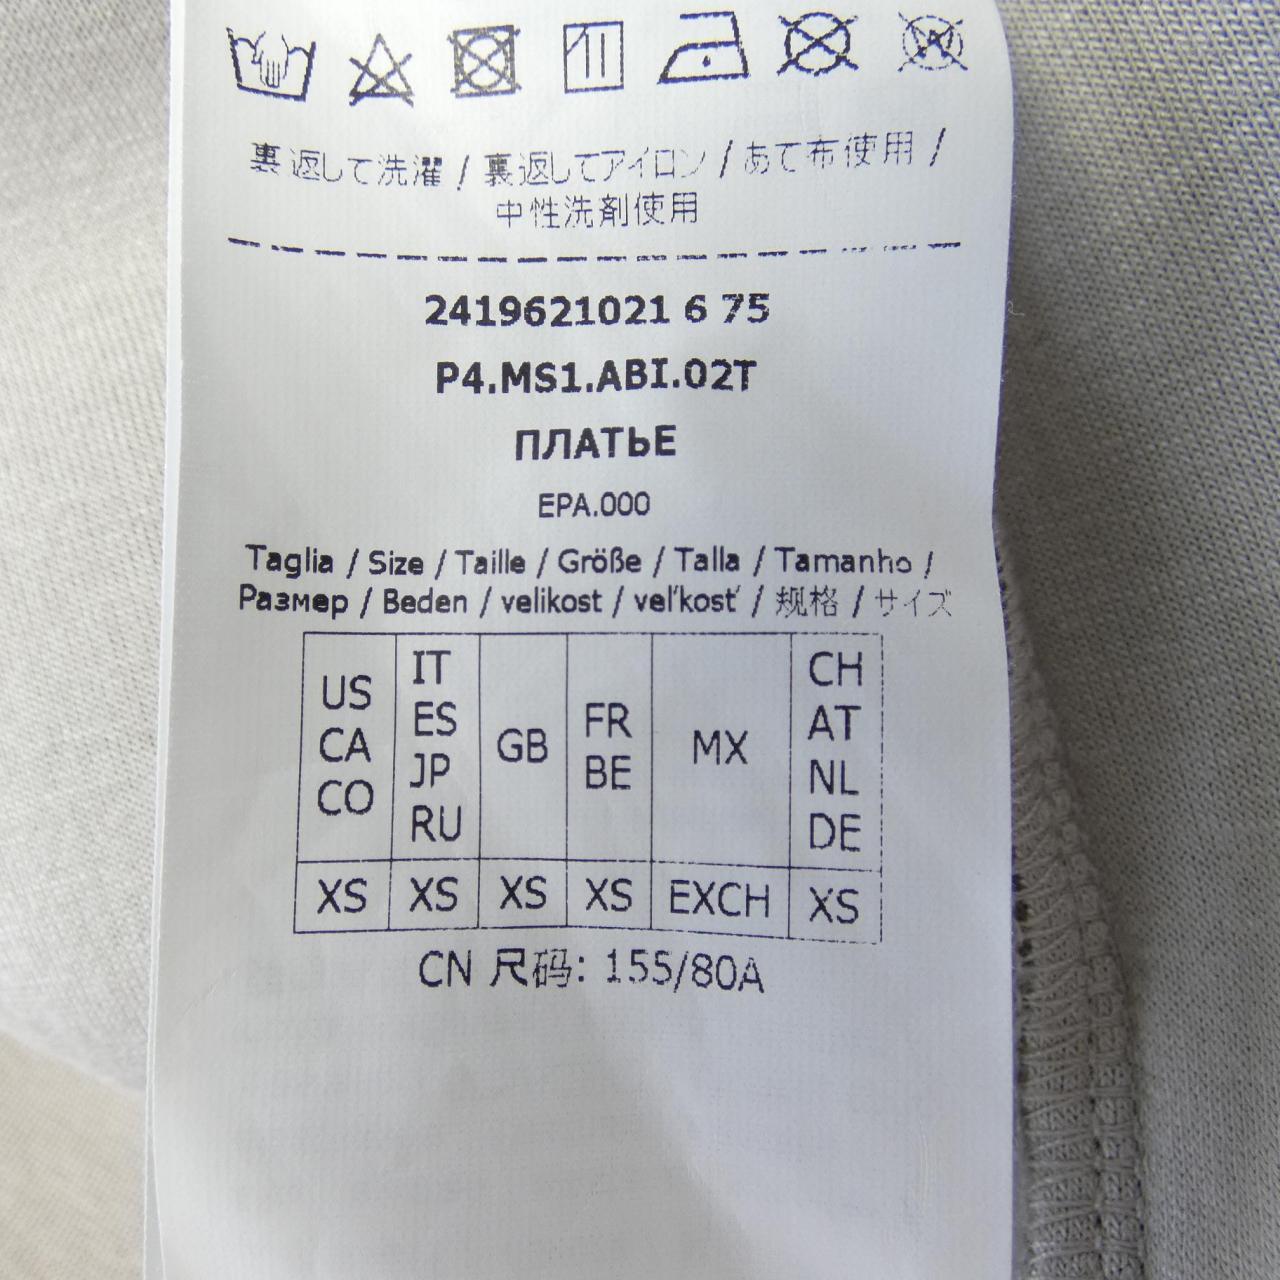 裏返して洗濯 / 裏返してアイロン / あて布使用 /
中性洗剤使用
2419621021 6 75
P4.MS1.ABI.02T
ПЛАТЬЕ
EPA.000
Taglia / Size / Taille / Größe / Talla / Tamanho /
Размер / Beden / velikost / veľkosť / 规格 / サイズ
US CA CO
IT ES JP RU
GB
FR BE
MX
CH AT NL DE
XS XS XS XS EXCH XS
CN 尺码: 155/80A